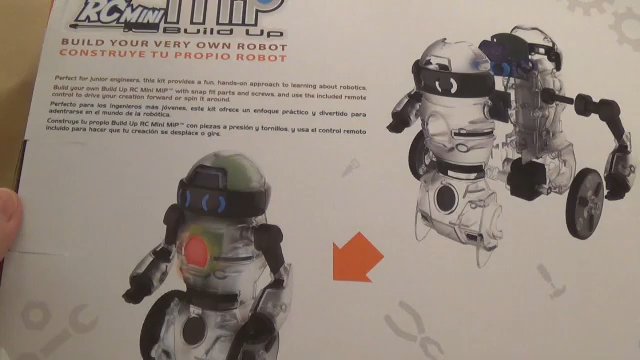 RC MINI MiP
Build Up
BUILD YOUR VERY OWN ROBOT
CONSTRUYE TU PROPIO ROBOT
Perfect for junior engineers, this kit provides a fun, hands-on approach to learning about robotics.
Build your own Build Up RC Mini MiP™ with snap fit parts and screws, and use the included remote
control to drive your creation forward or spin it around.
Perfecto para los ingenieros más jóvenes, este kit ofrece un enfoque práctico y divertido para
adentrarse en el mundo de la robótica.
Construye tu propio Build Up RC Mini MiP™ con piezas a presión y tornillos, y usa el control remoto
incluido para hacer que tu creación se desplace o gire.